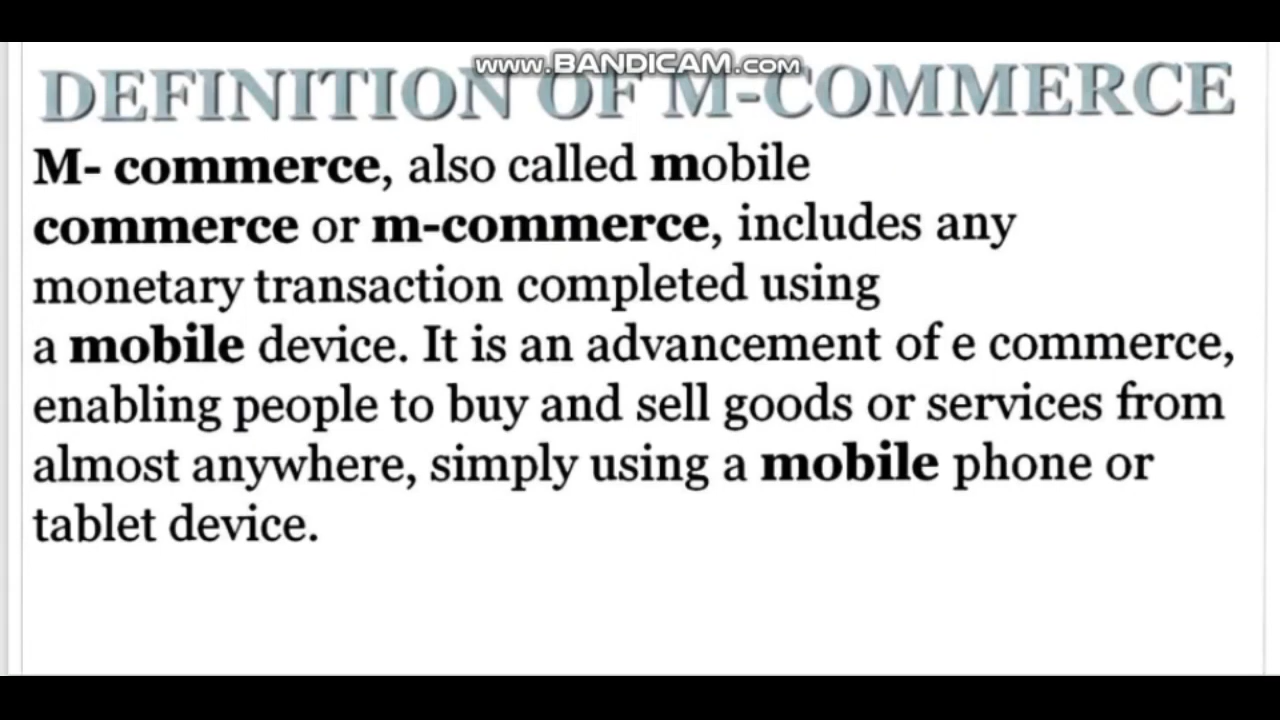 www.BANDICAM.com
DEFINITION OF M-COMMERCE
M- commerce, also called mobile
commerce or m-commerce, includes any
monetary transaction completed using
a mobile device. It is an advancement of e commerce,
enabling people to buy and sell goods or services from
almost anywhere, simply using a mobile phone or
tablet device.